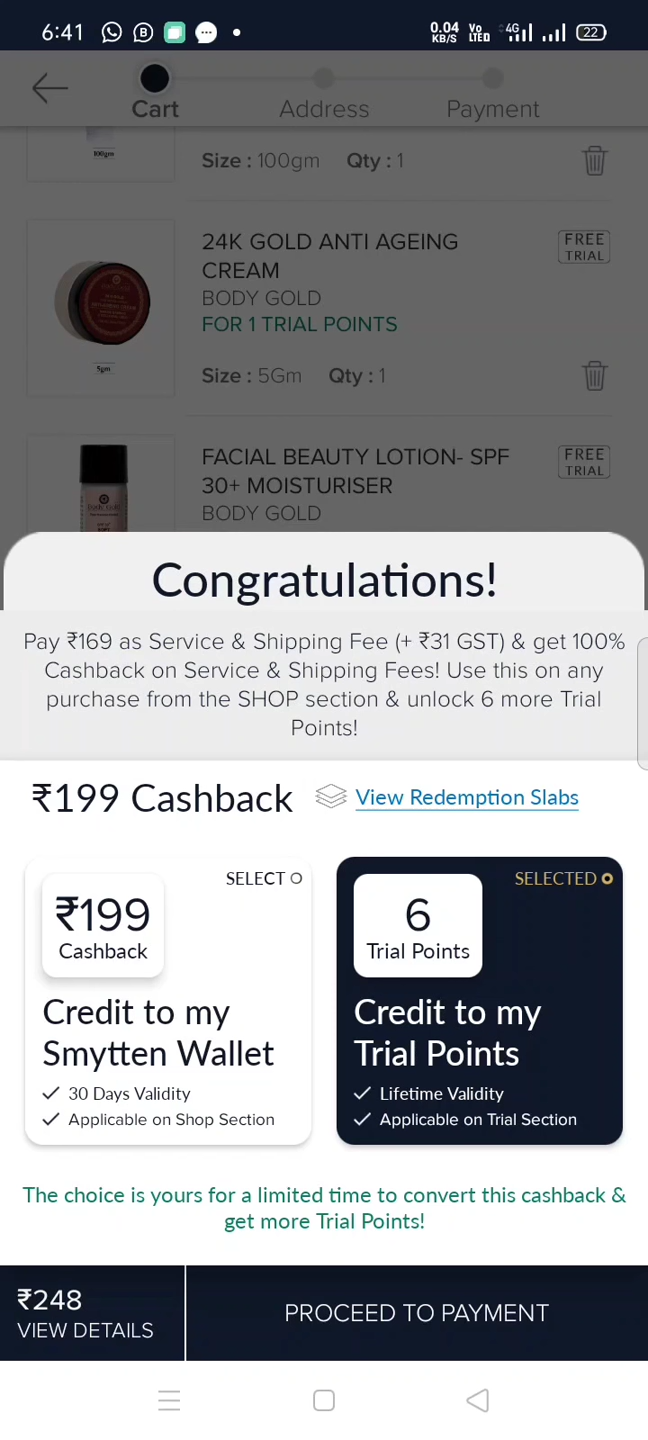 6:41
B
0.04
KB/S
Vo
LTED
4G
22
Cart
Address
Payment
100gm
Size : 100gm Qty : 1
24K GOLD ANTI AGEING
CREAM
FREE
TRIAL
BODY GOLD
FOR 1 TRIAL POINTS
5gm
Size : 5Gm Qty : 1
FACIAL BEAUTY LOTION- SPF
30+ MOISTURISER
FREE
TRIAL
BODY GOLD
Congratulations!
Pay ₹169 as Service & Shipping Fee (+ ₹31 GST) & get 100%
Cashback on Service & Shipping Fees! Use this on any
purchase from the SHOP section & unlock 6 more Trial
Points!
₹199 Cashback
View Redemption Slabs
SELECT
₹199
Cashback
Credit to my
Smytten Wallet
30 Days Validity
Applicable on Shop Section
SELECTED
6
Trial Points
Credit to my
Trial Points
Lifetime Validity
Applicable on Trial Section
The choice is yours for a limited time to convert this cashback &
get more Trial Points!
₹248
VIEW DETAILS
PROCEED TO PAYMENT